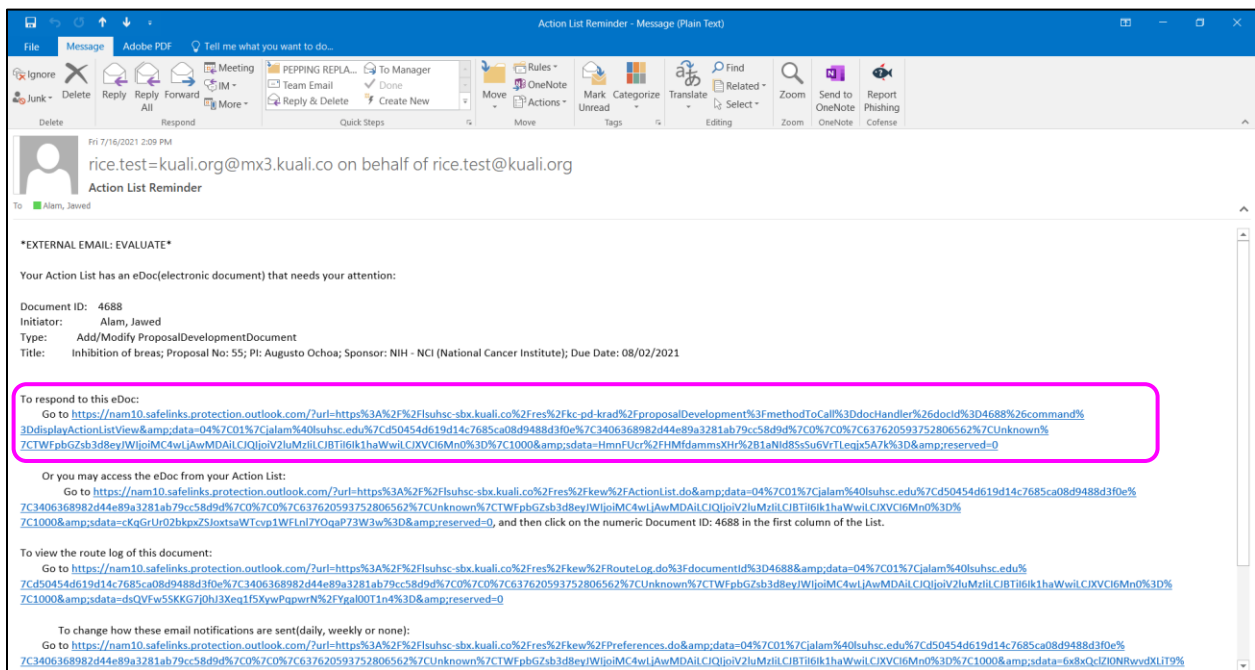 Action List Reminder - Message (Plain Text)
File Message Adobe PDF Tell me what you want to do...
Ignore
Junk
Delete
Reply
Reply All
Forward
Meeting
IM
More
PEPPING REPLA...
Team Email
Reply & Delete
To Manager
Done
Create New
Move
Rules
OneNote
Actions
Mark Unread
Categorize
Translate
Find
Related
Select
Zoom
Send to OneNote
Report Phishing
Delete Respond Quick Steps Move Tags Editing Zoom OneNote Cofense
Fri 7/16/2021 2:09 PM
rice.test=kuali.org@mx3.kuali.co on behalf of rice.test@kuali.org
Action List Reminder
To Alam, Jawed
*EXTERNAL EMAIL: EVALUATE*
Your Action List has an eDoc(electronic document) that needs your attention:
Document ID: 4688
Initiator: Alam, Jawed
Type: Add/Modify ProposalDevelopmentDocument
Title: Inhibition of breas; Proposal No: 55; PI: Augusto Ochoa; Sponsor: NIH - NCI (National Cancer Institute); Due Date: 08/02/2021
To respond to this eDoc:
Go to https://nam10.safelinks.protection.outlook.com/?url=https%3A%2F%2Flsuhsc-sbx.kuali.co%2Fres%2Fkc-pd-krad%2FproposalDevelopment%3FmethodToCall%3DdocHandler%26docId%3D4688%26command%
3DdisplayActionListView&amp;data=04%7C01%7Cjalam%40lsuhsc.edu%7Cd50454d619d14c7685ca08d9488d3f0e%7C3406368982d44e89a3281ab79cc58d9d%7C0%7C0%7C637620593752806562%7CUnknown%
7CTWFpbGZsb3d8eyJWIjoiMC4wLjAwMDAiLCJQIjoiV2luMzIiLCJBTiI6Ik1haWwiLCJXVCI6Mn0%3D%7C1000&amp;sdata=HmnFUcr%2FHMfdammsXHr%2B1aNId8SsSu6VrTLeqjx5A7k%3D&amp;reserved=0
Or you may access the eDoc from your Action List:
Go to https://nam10.safelinks.protection.outlook.com/?url=https%3A%2F%2Flsuhsc-sbx.kuali.co%2Fres%2Fkew%2FActionList.do&amp;data=04%7C01%7Cjalam%40lsuhsc.edu%7Cd50454d619d14c7685ca08d9488d3f0e%
7C3406368982d44e89a3281ab79cc58d9d%7C0%7C0%7C637620593752806562%7CUnknown%7CTWFpbGZsb3d8eyJWIjoiMC4wLjAwMDAiLCJQIjoiV2luMzIiLCJBTiI6Ik1haWwiLCJXVCI6Mn0%3D%
7C1000&amp;sdata=cKqGrUr02bkpxZSJoxtsaWTcvp1WFLnl7YOqaP73W3w%3D&amp;reserved=0, and then click on the numeric Document ID: 4688 in the first column of the List.
To view the route log of this document:
Go to https://nam10.safelinks.protection.outlook.com/?url=https%3A%2F%2Flsuhsc-sbx.kuali.co%2Fres%2Fkew%2FRouteLog.do%3FdocumentId%3D4688&amp;data=04%7C01%7Cjalam%40lsuhsc.edu%
7Cd50454d619d14c7685ca08d9488d3f0e%7C3406368982d44e89a3281ab79cc58d9d%7C0%7C0%7C637620593752806562%7CUnknown%7CTWFpbGZsb3d8eyJWIjoiMC4wLjAwMDAiLCJQIjoiV2luMzIiLCJBTiI6Ik1haWwiLCJXVCI6Mn0%3D%
7C1000&amp;sdata=dsQVFw5SKKG7j0hJ3Xeq1f5XywPqpwrN%2FYgal00T1n4%3D&amp;reserved=0
To change how these email notifications are sent(daily, weekly or none):
Go to https://nam10.safelinks.protection.outlook.com/?url=https%3A%2F%2Flsuhsc-sbx.kuali.co%2Fres%2Fkew%2FPreferences.do&amp;data=04%7C01%7Cjalam%40lsuhsc.edu%7Cd50454d619d14c7685ca08d9488d3f0e%
7C3406368982d44e89a3281ab79cc58d9d%7C0%7C0%7C637620593752806562%7CUnknown%7CTWFpbGZsb3d8eyJWIjoiMC4wLjAwMDAiLCJQIjoiV2luMzIiLCJBTiI6Ik1haWwiLCJXVCI6Mn0%3D%7C1000&amp;sdata=6x8xQcZI0NRwvdXLiT9%